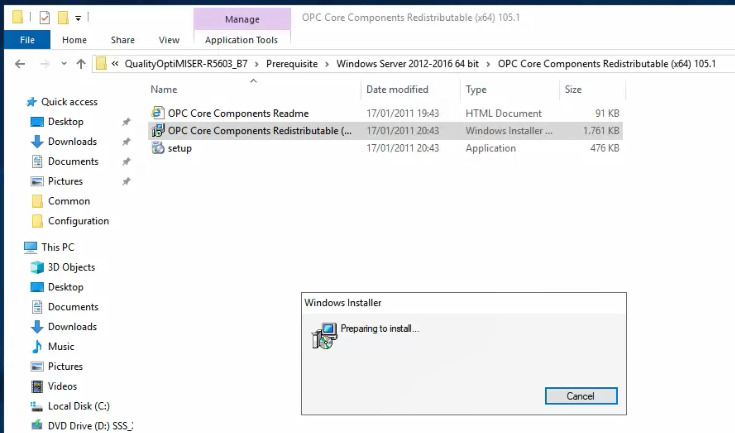 Manage
OPC Core Components Redistributable (x64) 105.1
File Home Share View Application Tools
« QualityOptiMISER-R5603_B7 > Prerequisite > Windows Server 2012-2016 64 bit > OPC Core Components Redistributable (x64) 105.1
Name Date modified Type Size
Quick access
Desktop
Downloads
Documents
Pictures
Common
Configuration
This PC
3D Objects
Desktop
Documents
Downloads
Music
Pictures
Videos
Local Disk (C:)
DVD Drive (D:) SSS_
OPC Core Components Readme 17/01/2011 19:43 HTML Document 91 KB
OPC Core Components Redistributable (... 17/01/2011 20:43 Windows Installer ... 1.761 KB
setup 17/01/2011 20:43 Application 476 KB
Windows Installer
Preparing to install...
Cancel